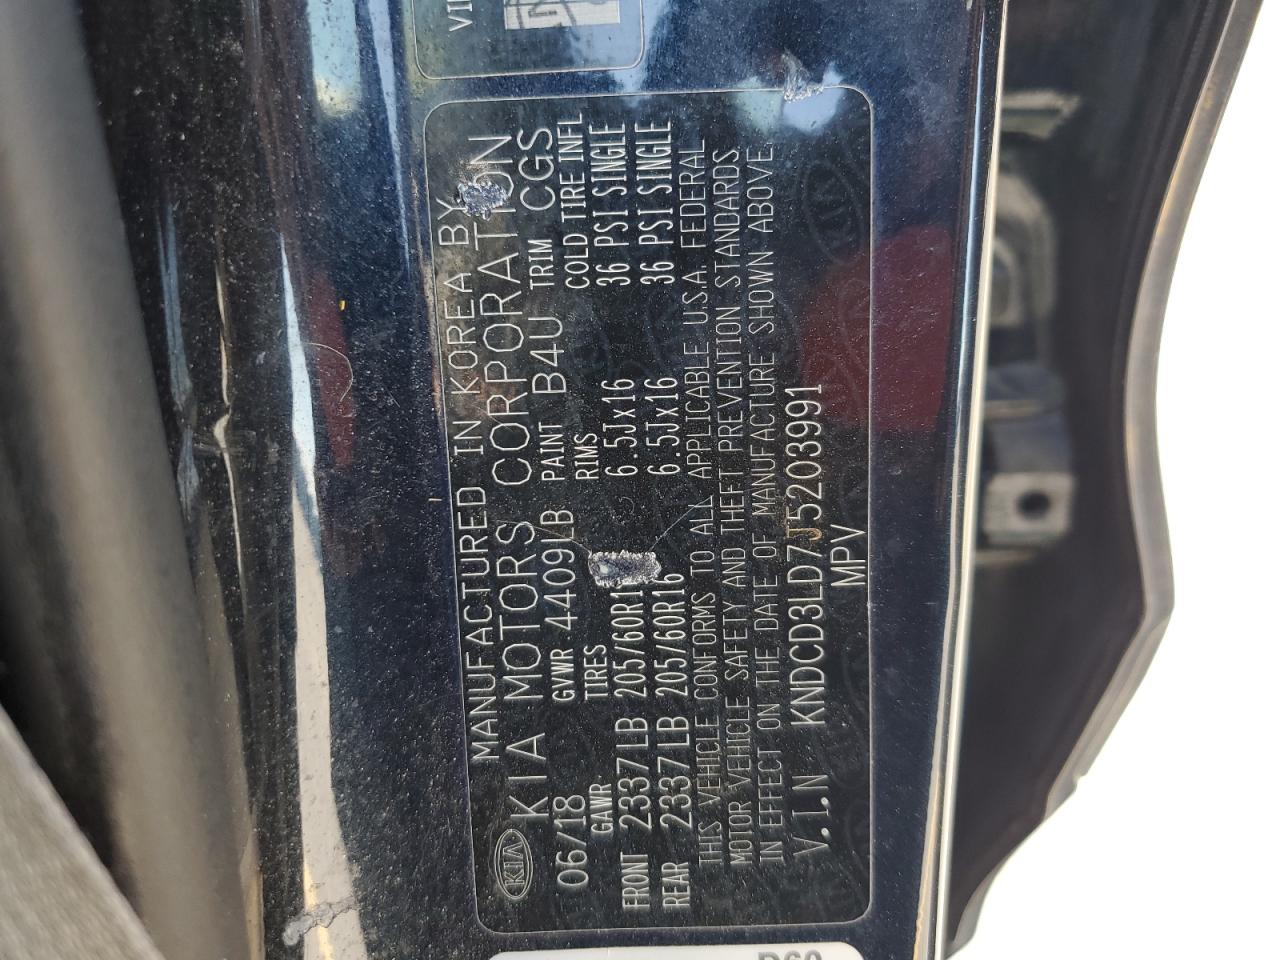 VI
MANUFACTURED IN KOREA BY
KIA MOTORS CORPORATION
KIA
06/18 GVWR 4409LB PAINT B4U TRIM CGS
GAWR TIRES RIMS COLD TIRE INFL
FRONT 2337LB 205/60R1 6.5Jx16 36 PSI SINGLE
REAR 2337LB 205/60R16 6.5Jx16 36 PSI SINGLE
THIS VEHICLE CONFORMS TO ALL APPLICABLE U.S.A. FEDERAL
MOTOR VEHICLE SAFETY AND THEFT PREVENTION STANDARDS
IN EFFECT ON THE DATE OF MANUFACTURE SHOWN ABOVE
V.I.N KNDCD3LD7J5203991
MPV